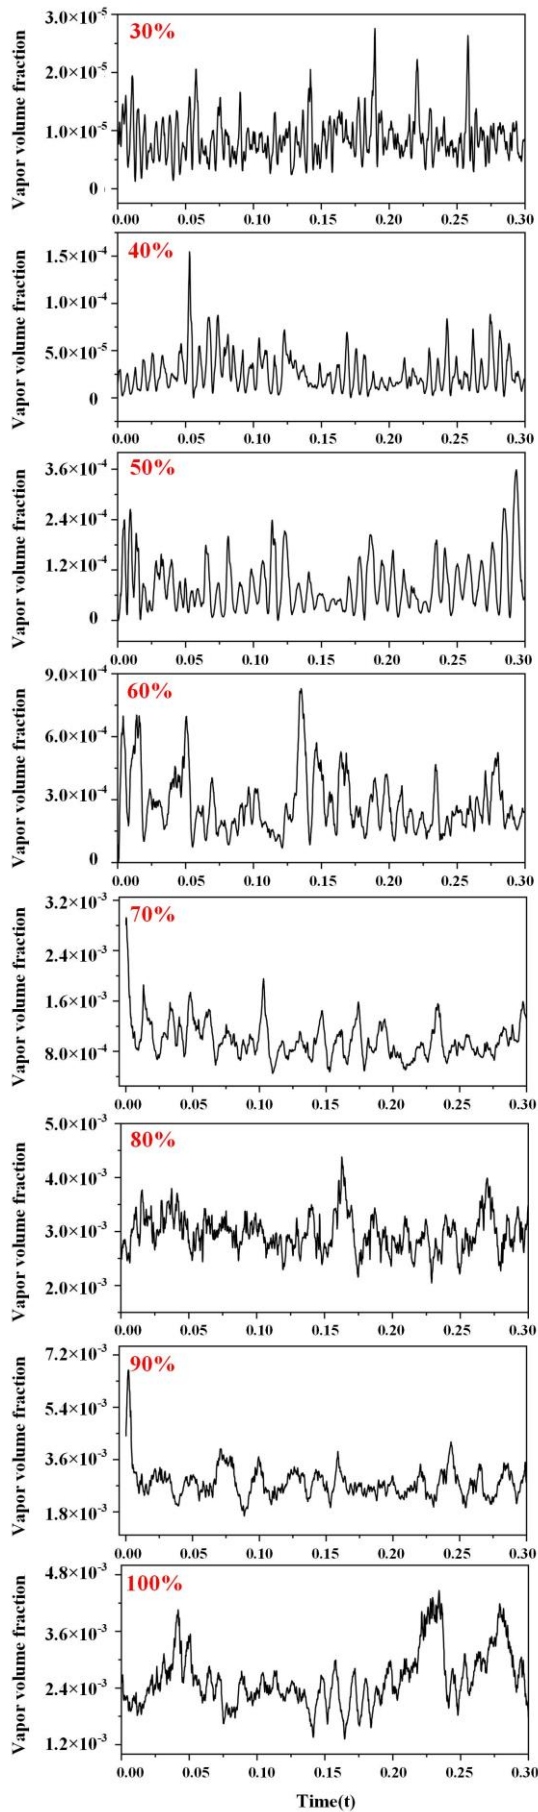 3.0×10⁻⁵
30%
2.0×10⁻⁵
1.0×10⁻⁵
0
Vapor volume fraction
0.00 0.05 0.10 0.15 0.20 0.25 0.30
40%
1.5×10⁻⁴
1.0×10⁻⁴
5.0×10⁻⁵
0
Vapor volume fraction
0.00 0.05 0.10 0.15 0.20 0.25 0.30
50%
3.6×10⁻⁴
2.4×10⁻⁴
1.2×10⁻⁴
0
Vapor volume fraction
0.00 0.05 0.10 0.15 0.20 0.25 0.30
9.0×10⁻⁴
60%
6.0×10⁻⁴
3.0×10⁻⁴
0
Vapor volume fraction
0.00 0.05 0.10 0.15 0.20 0.25 0.30
3.2×10⁻³
70%
2.4×10⁻³
1.6×10⁻³
8.0×10⁻⁴
Vapor volume fraction
0.00 0.05 0.10 0.15 0.20 0.25 0.30
5.0×10⁻³
80%
4.0×10⁻³
3.0×10⁻³
2.0×10⁻³
Vapor volume fraction
0.00 0.05 0.10 0.15 0.20 0.25 0.30
7.2×10⁻³
90%
5.4×10⁻³
3.6×10⁻³
1.8×10⁻³
Vapor volume fraction
0.00 0.05 0.10 0.15 0.20 0.25 0.30
4.8×10⁻³
100%
3.6×10⁻³
2.4×10⁻³
1.2×10⁻³
Vapor volume fraction
0.00 0.05 0.10 0.15 0.20 0.25 0.30
Time(t)